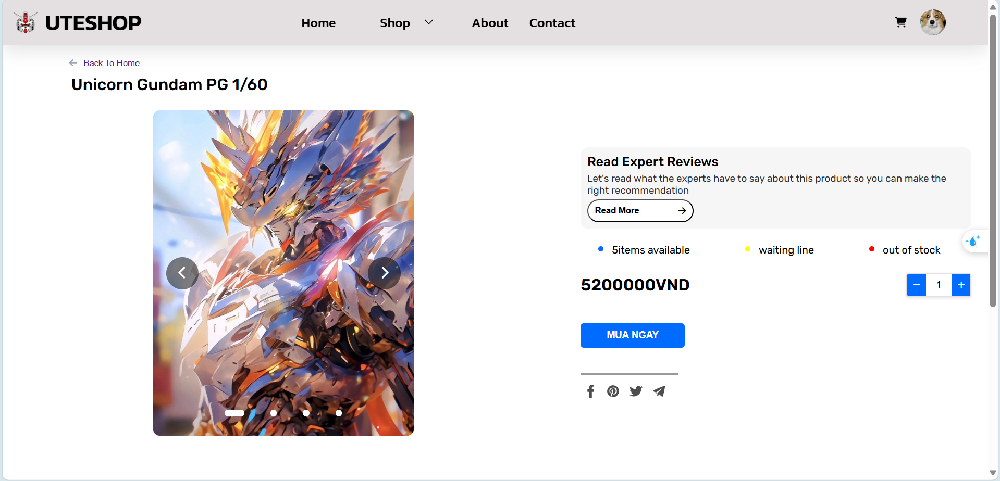 UTESHOP
Home
Shop
About
Contact
Back To Home
Unicorn Gundam PG 1/60
Read Expert Reviews
Let's read what the experts have to say about this product so you can make the
right recommendation
Read More
5items available
waiting line
out of stock
5200000VND
− 1 +
MUA NGAY